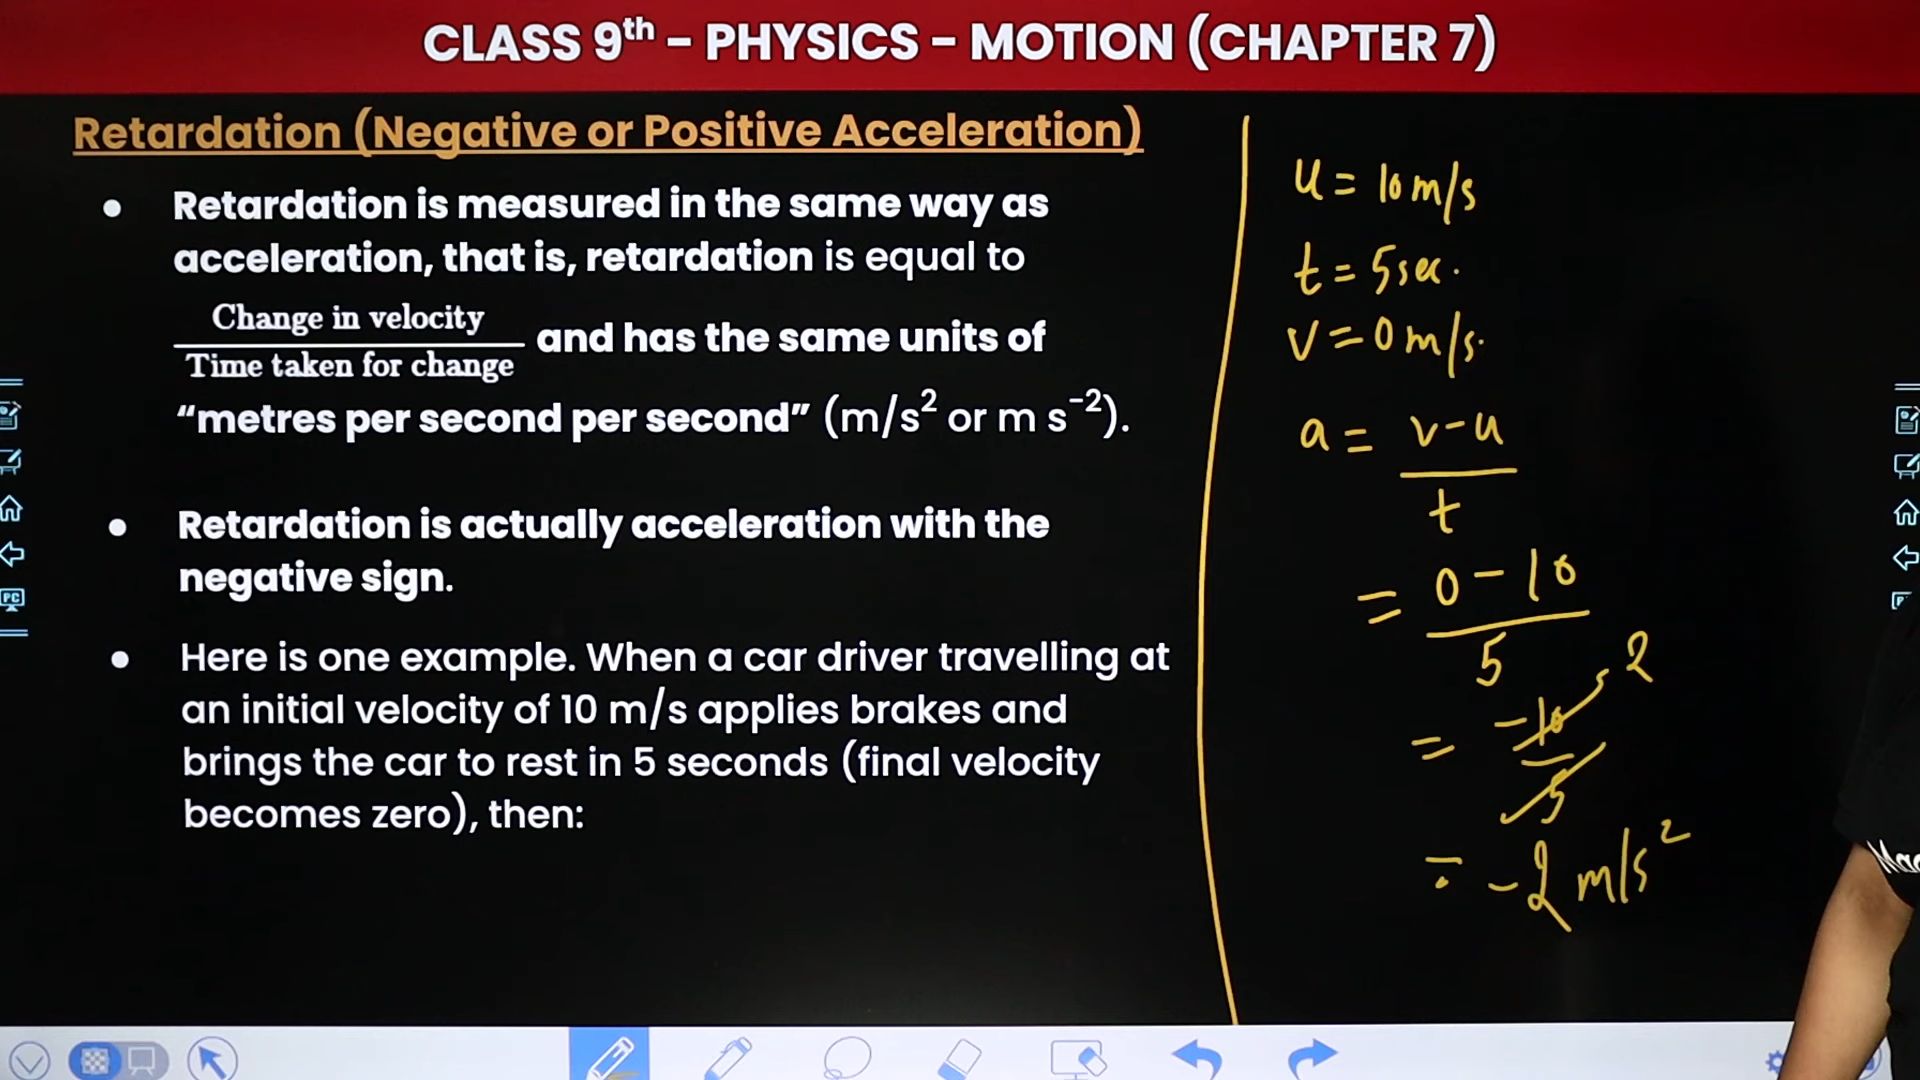 CLASS 9th - PHYSICS - MOTION (CHAPTER 7)
Retardation (Negative or Positive Acceleration)
• Retardation is measured in the same way as
acceleration, that is, retardation is equal to
Change in velocity
Time taken for change
and has the same units of
“metres per second per second” (m/s² or m s⁻²).
• Retardation is actually acceleration with the
negative sign.
• Here is one example. When a car driver travelling at
an initial velocity of 10 m/s applies brakes and
brings the car to rest in 5 seconds (final velocity
becomes zero), then:
u = 10 m/s
t = 5 sec.
v = 0 m/s.
a = v-u
t
= 0 - 10
5
2
= -10
5
= -2 m/s²
PC